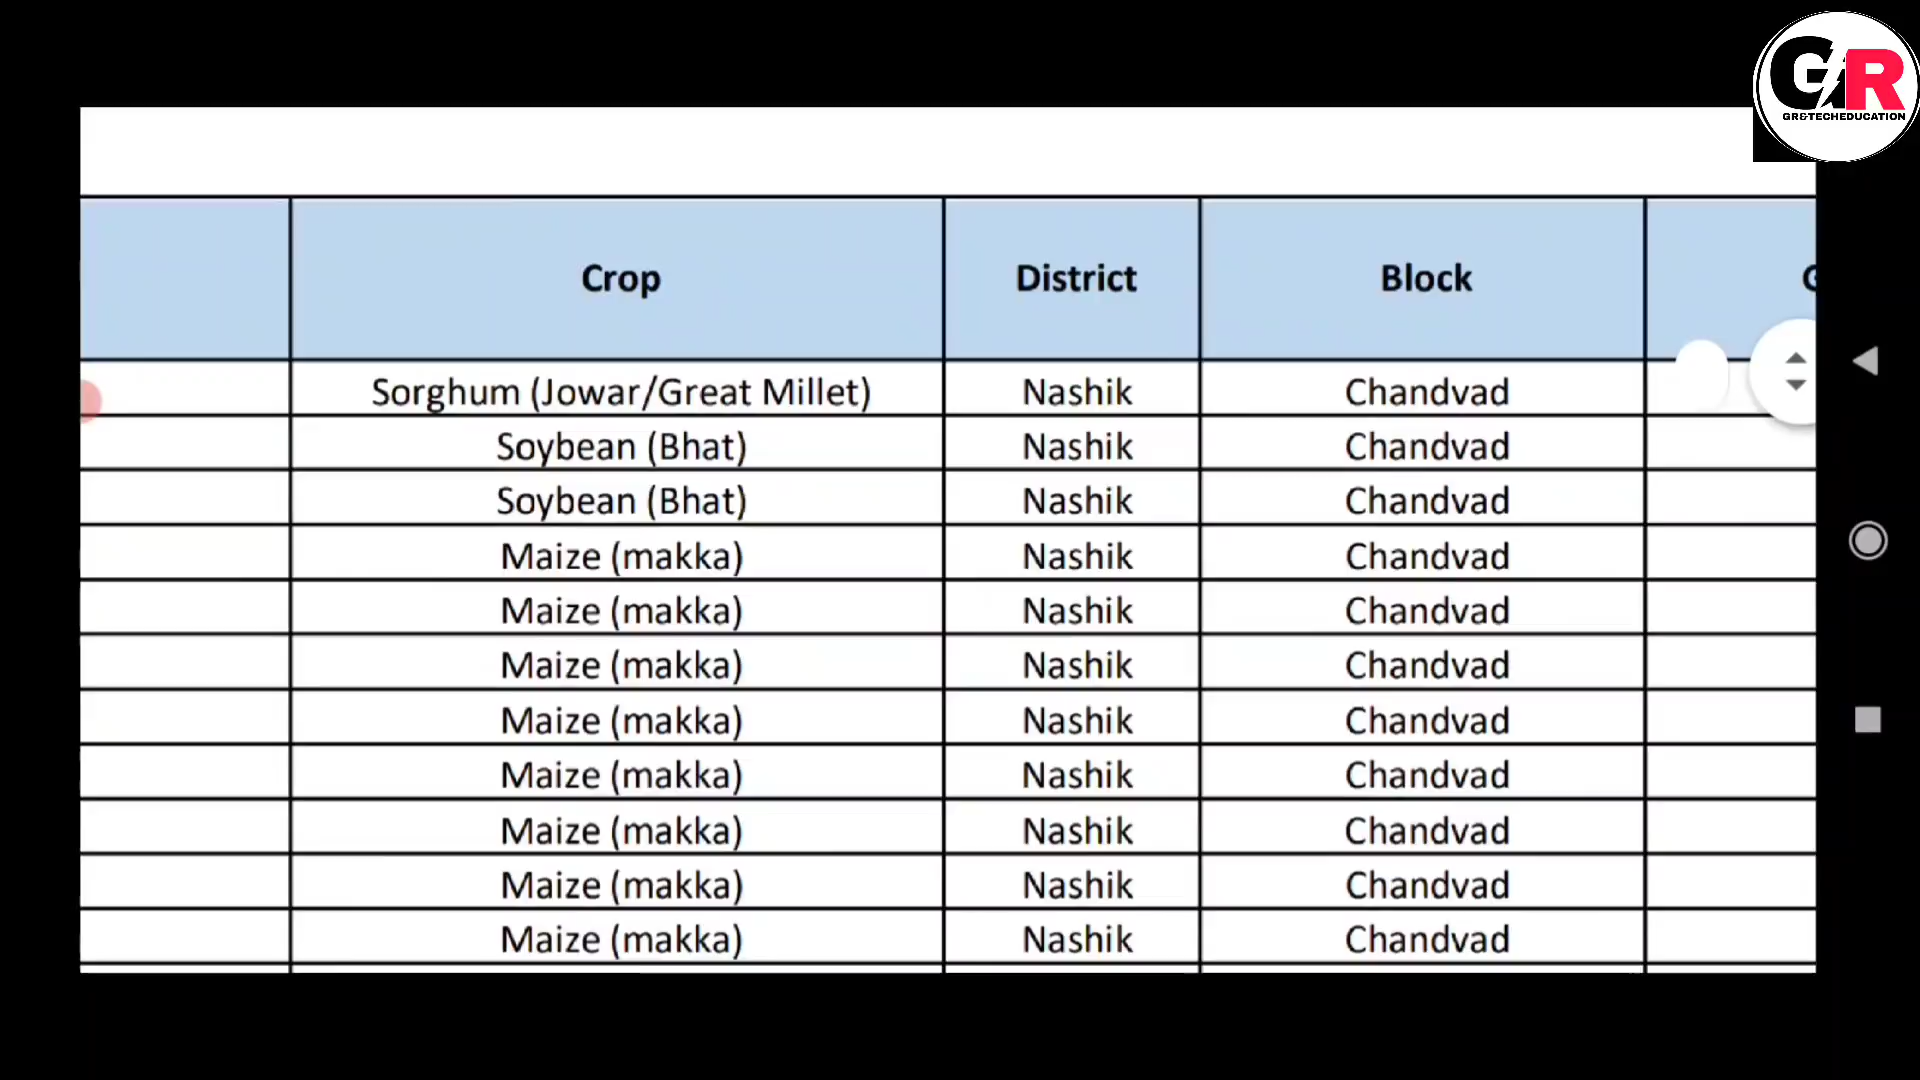 GR
GR&TECHEDUCATION
Crop District Block
Sorghum (Jowar/Great Millet) Nashik Chandvad
Soybean (Bhat) Nashik Chandvad
Soybean (Bhat) Nashik Chandvad
Maize (makka) Nashik Chandvad
Maize (makka) Nashik Chandvad
Maize (makka) Nashik Chandvad
Maize (makka) Nashik Chandvad
Maize (makka) Nashik Chandvad
Maize (makka) Nashik Chandvad
Maize (makka) Nashik Chandvad
Maize (makka) Nashik Chandvad